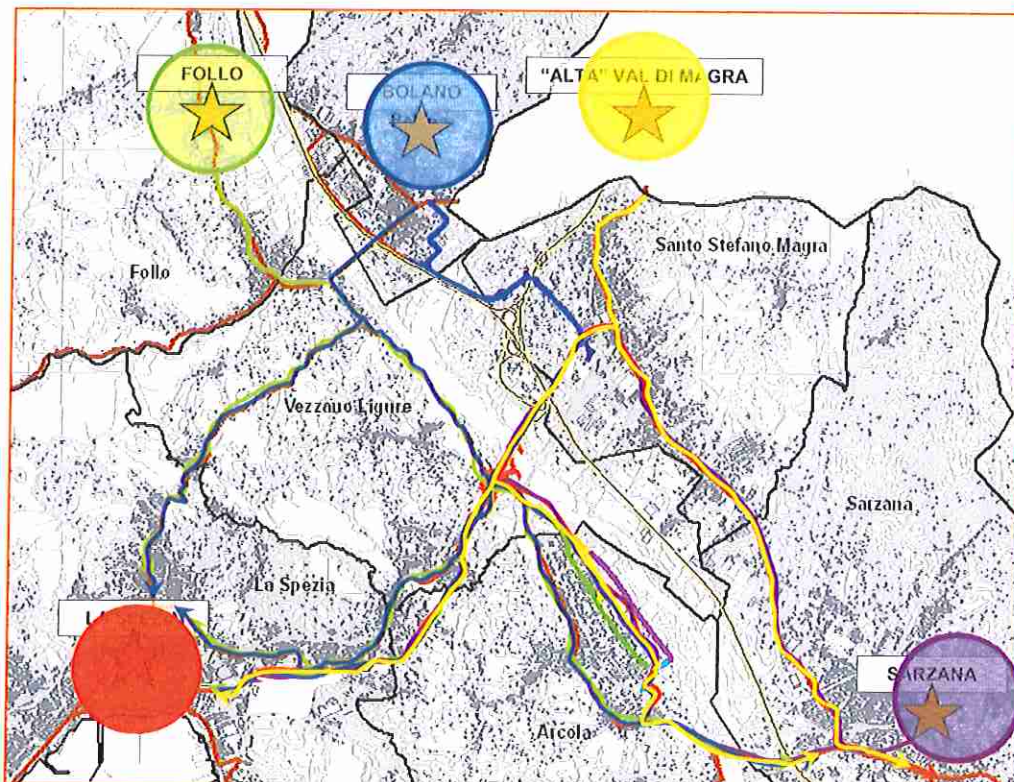 FOLLO
BOLANO
"ALTA" VAL DI MAGRA
Santo Stefano Magra
Follo
Vezzano Ligure
Sarzana
La Spezia
SARZANA
Arcola